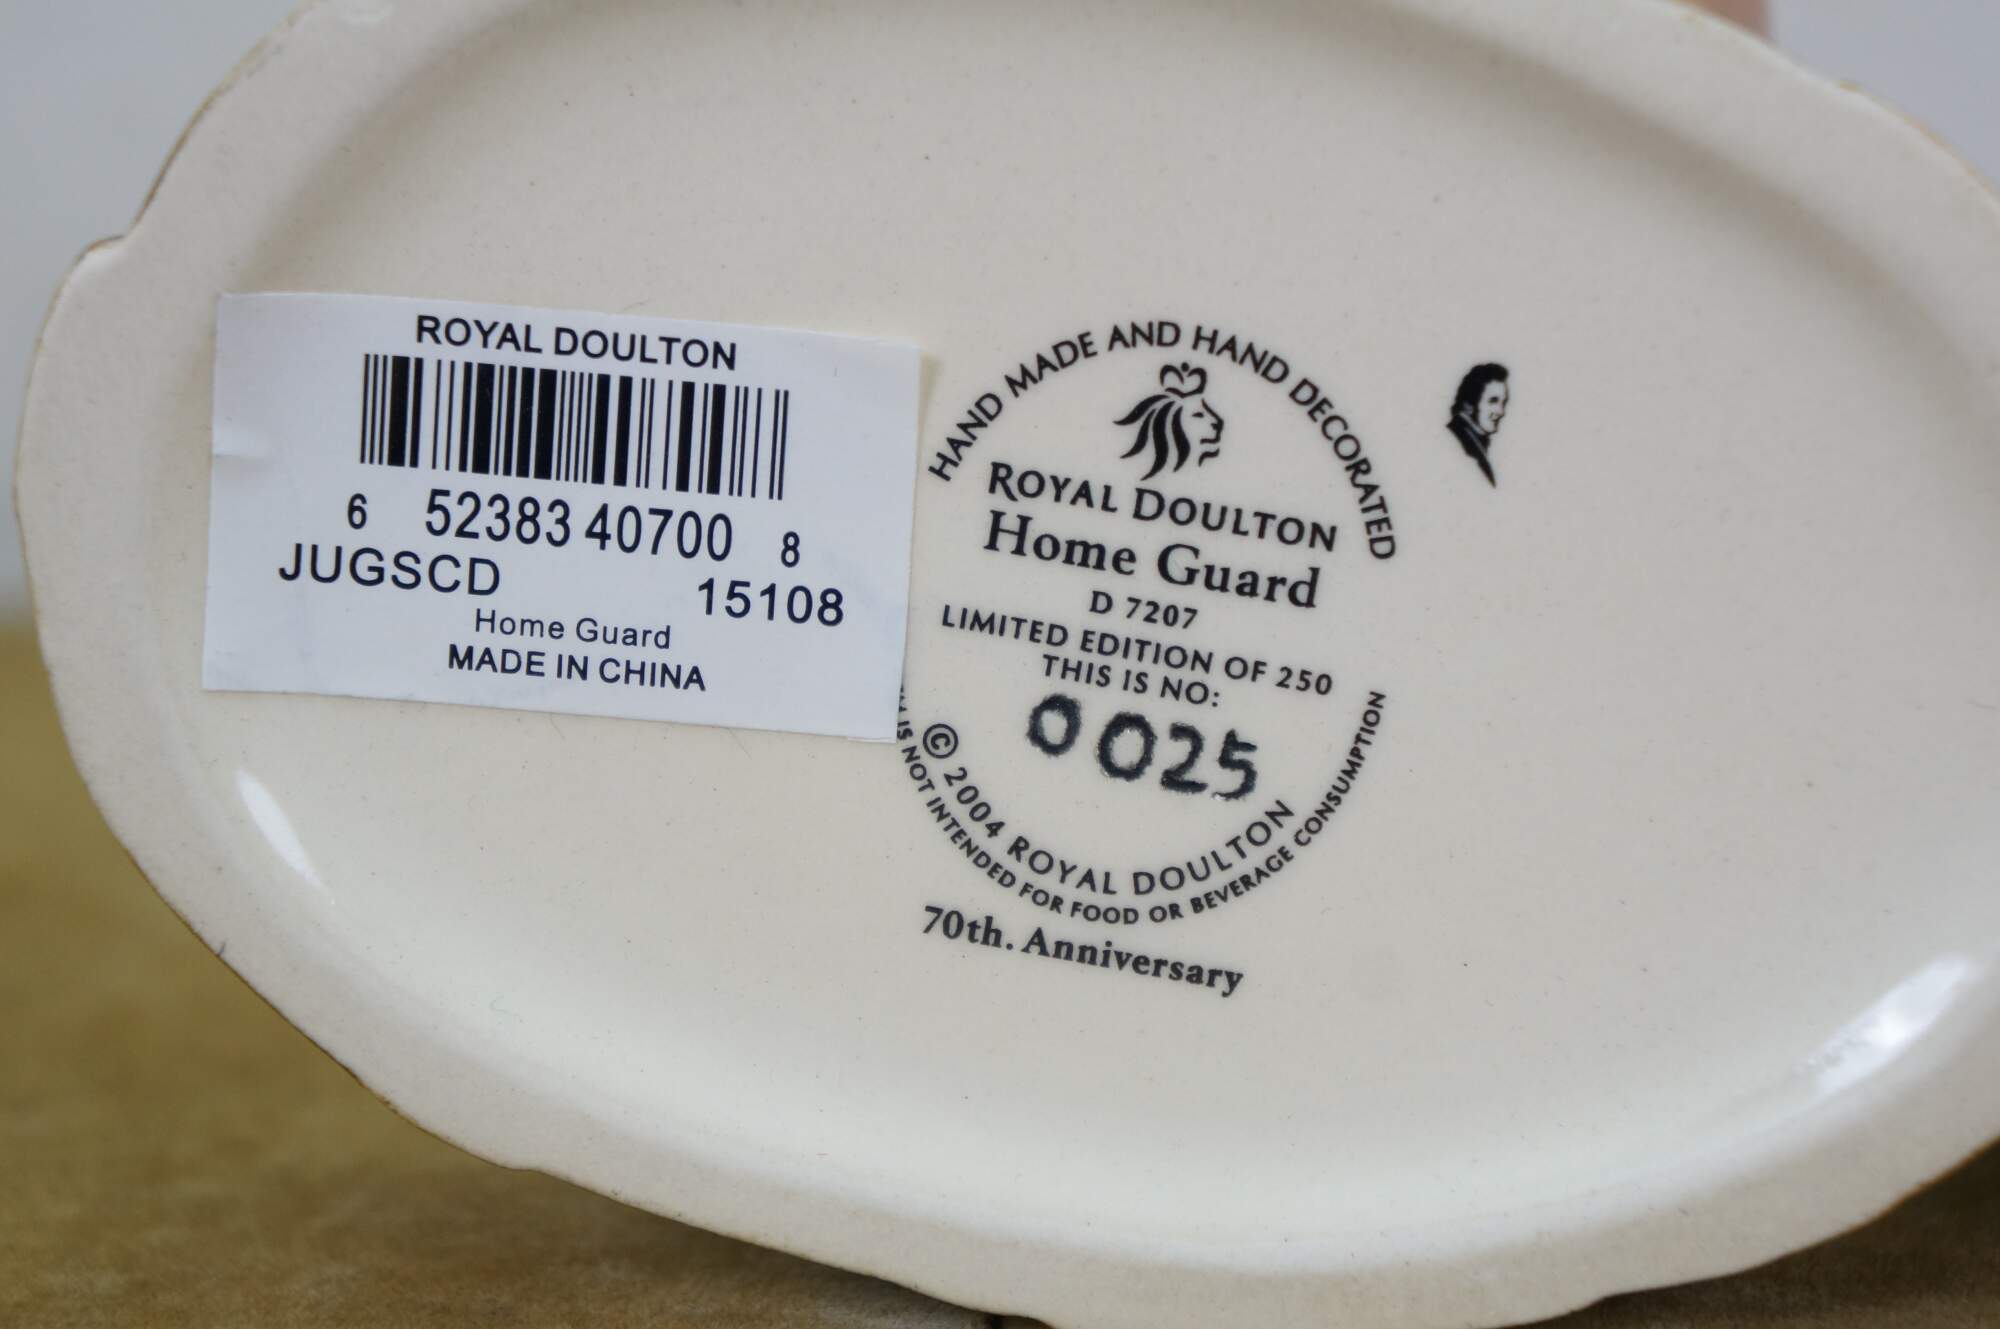 ROYAL DOULTON
6 52383 40700 8
JUGSCD 15108
Home Guard
MADE IN CHINA
HAND MADE AND HAND DECORATED
ROYAL DOULTON
Home Guard
D 7207
LIMITED EDITION OF 250
THIS IS NO:
0025
© 2004 ROYAL DOULTON
IS NOT INTENDED FOR FOOD OR BEVERAGE CONSUMPTION
70th. Anniversary